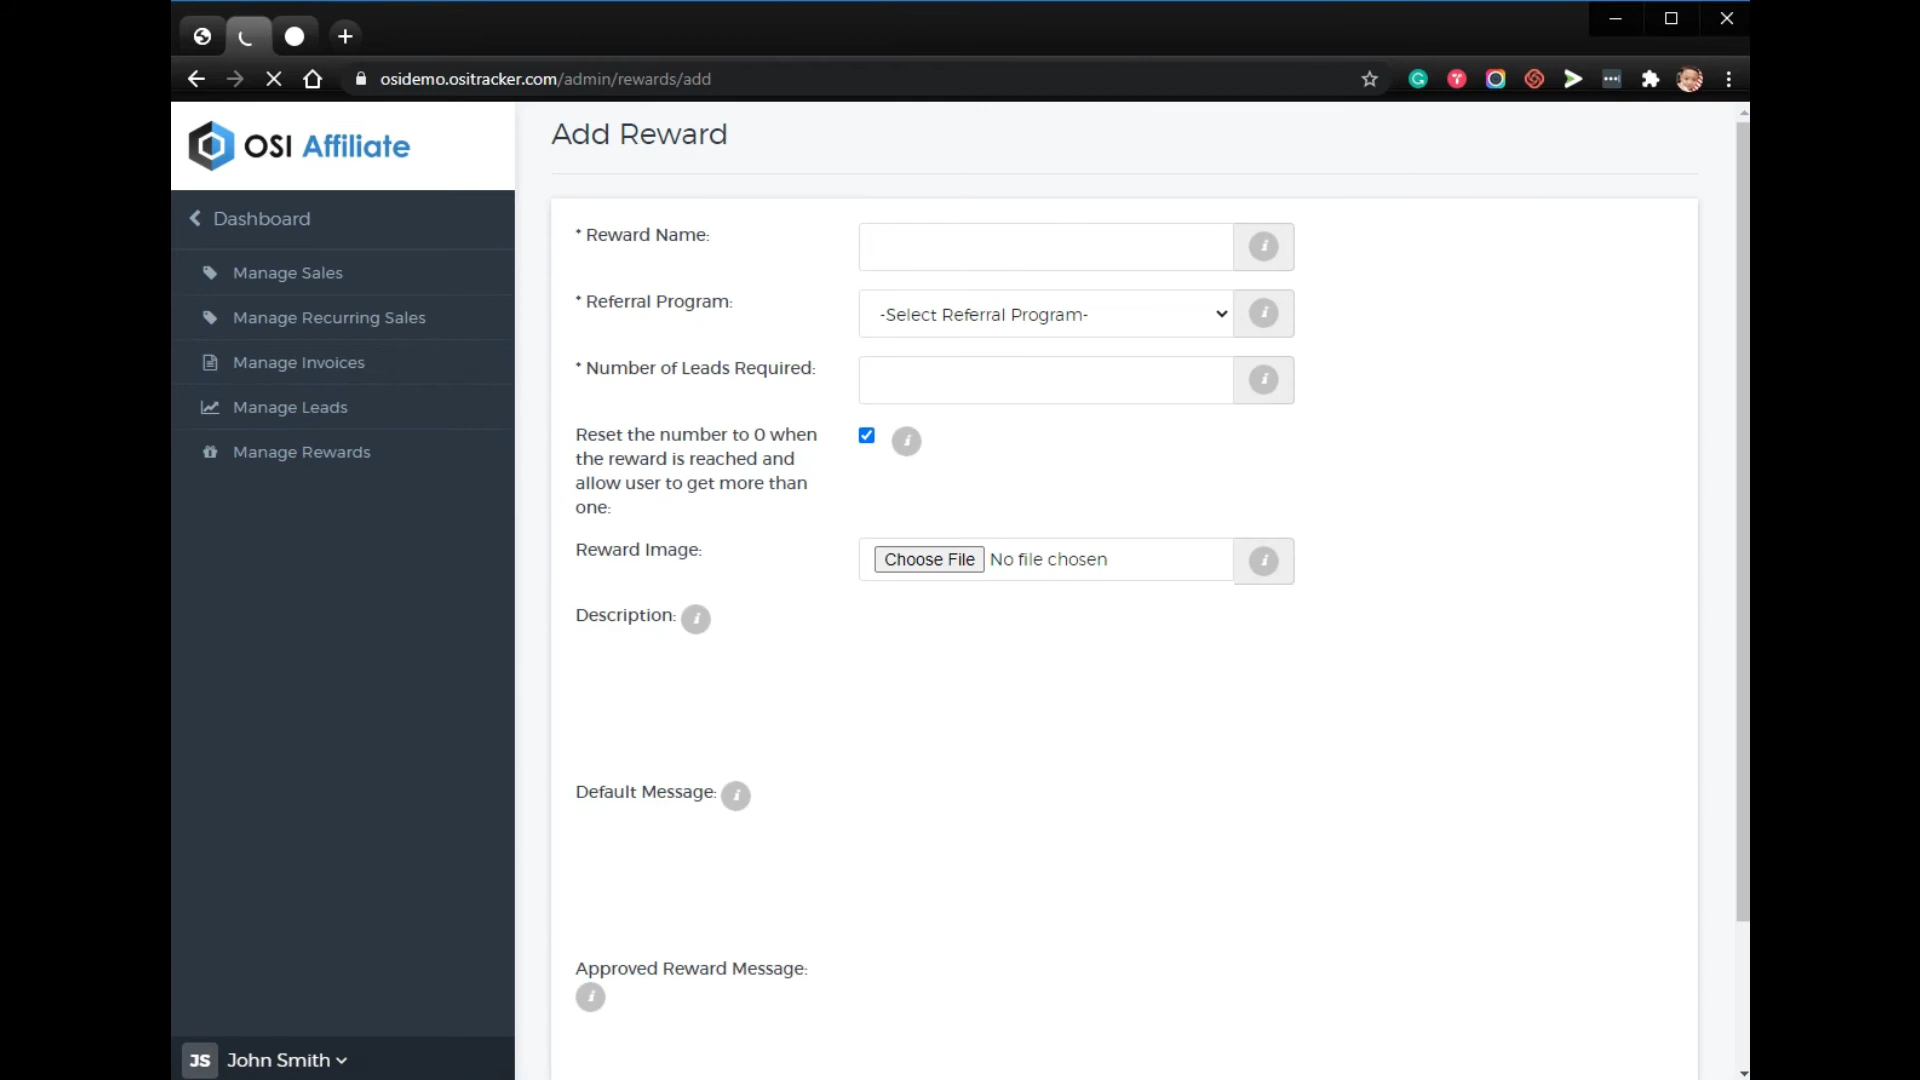 osidemo.ositracker.com/admin/rewards/add
OSI Affiliate
Add Reward
Dashboard
Manage Sales
Manage Recurring Sales
Manage Invoices
Manage Leads
Manage Rewards
* Reward Name:
* Referral Program:
-Select Referral Program-
* Number of Leads Required:
Reset the number to 0 when
the reward is reached and
allow user to get more than
one:
Reward Image:
Choose File No file chosen
Description:
Default Message:
Approved Reward Message:
JS John Smith